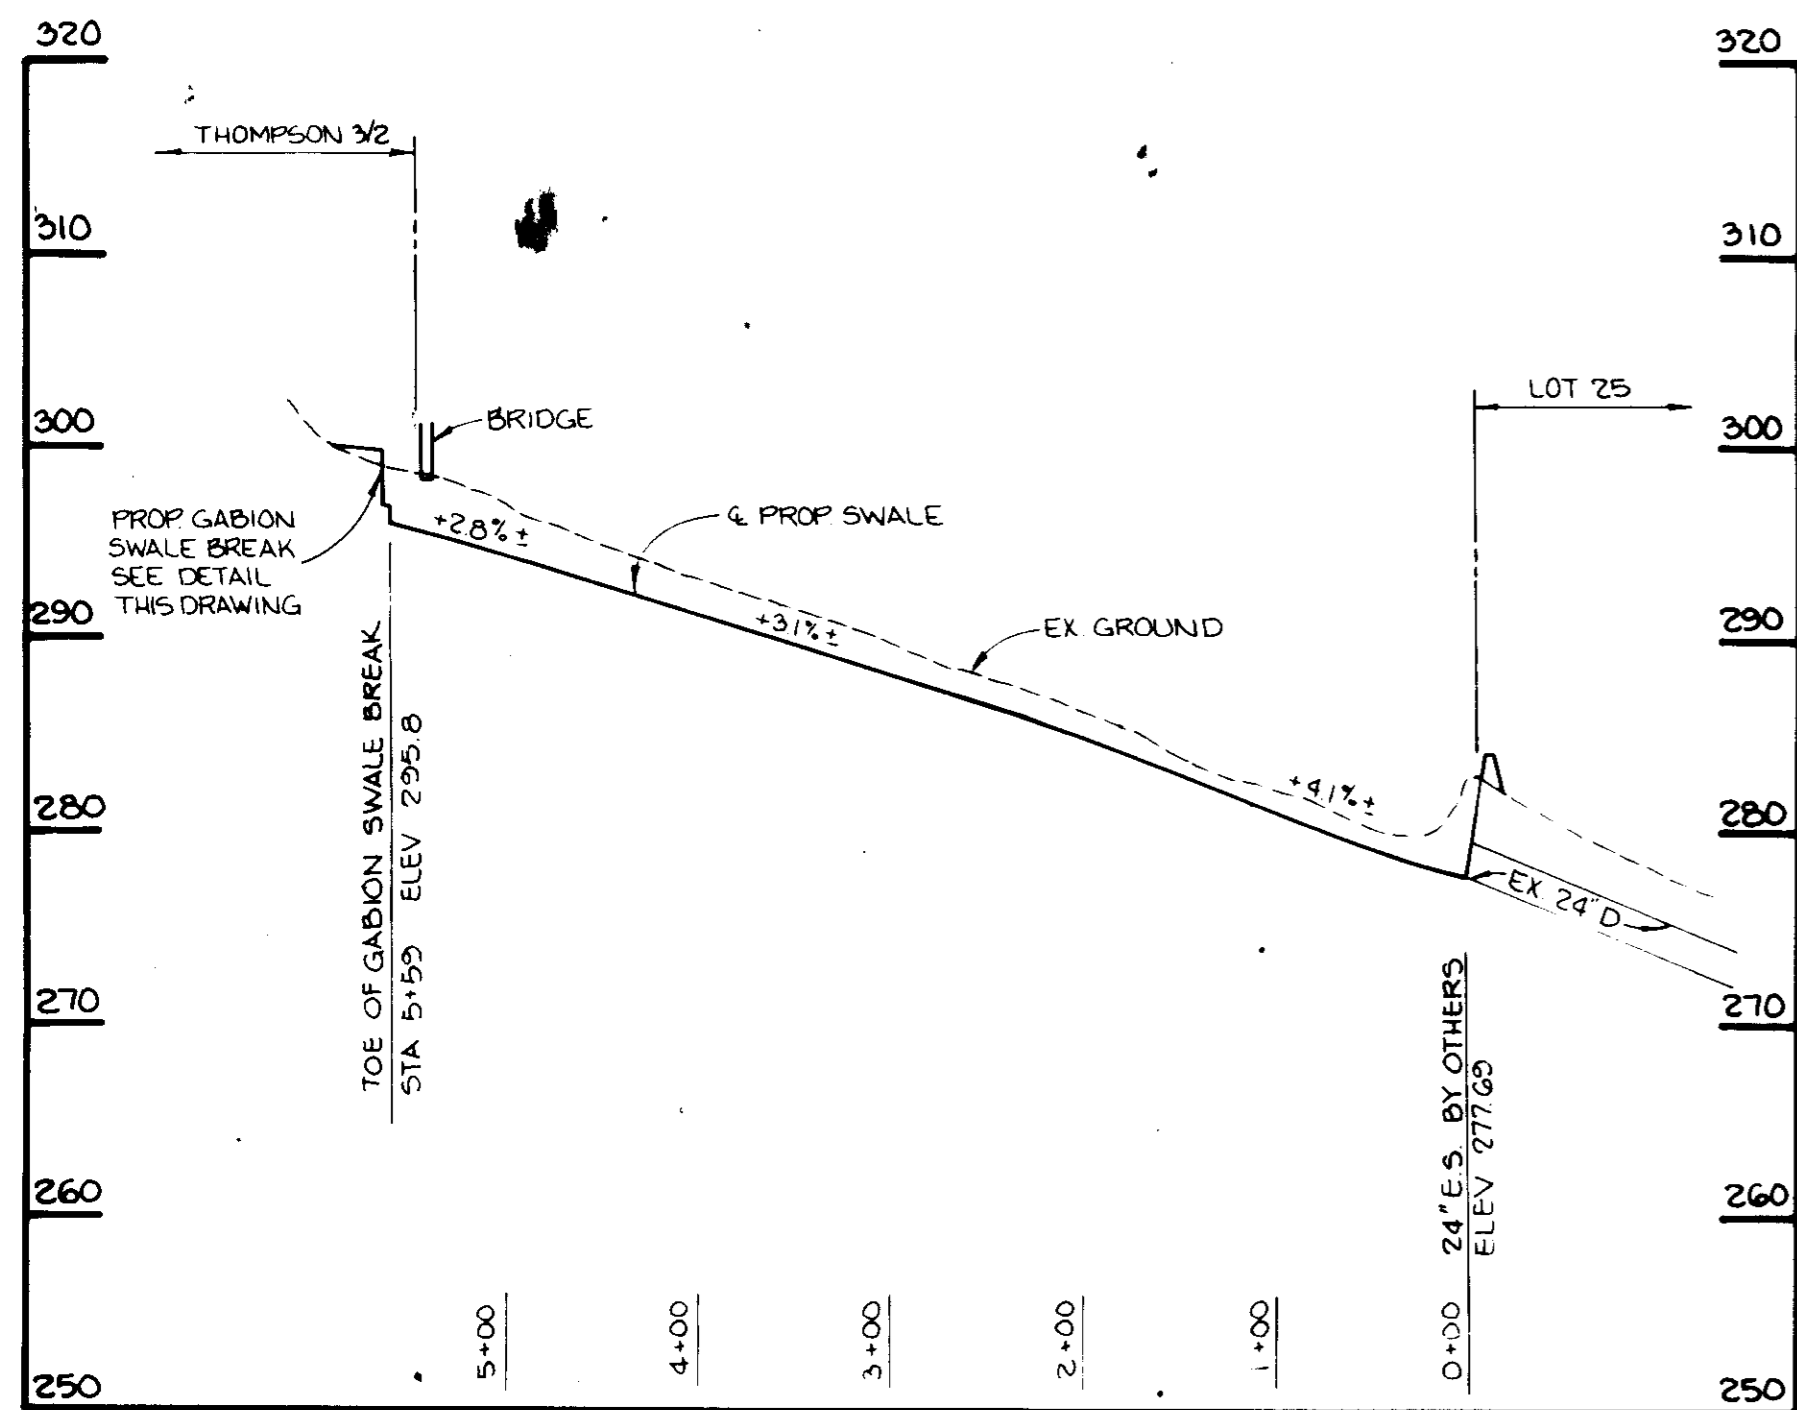 320
320
THOMPSON 3/2
310
310
LOT 25
BRIDGE
300
300
PROP. GABION
SWALE BREAK
SEE DETAIL
THIS DRAWING
+2.8% ±
℄ PROP. SWALE
290
290
+3.1% ±
EX. GROUND
TOE OF GABION SWALE BREAK
STA 5+59 ELEV 295.8
280
280
+4.1% ±
EX. 24" D
270
270
24" E.S. BY OTHERS
ELEV 277.69
260
260
5+00
4+00
3+00
2+00
1+00
0+00
250
250